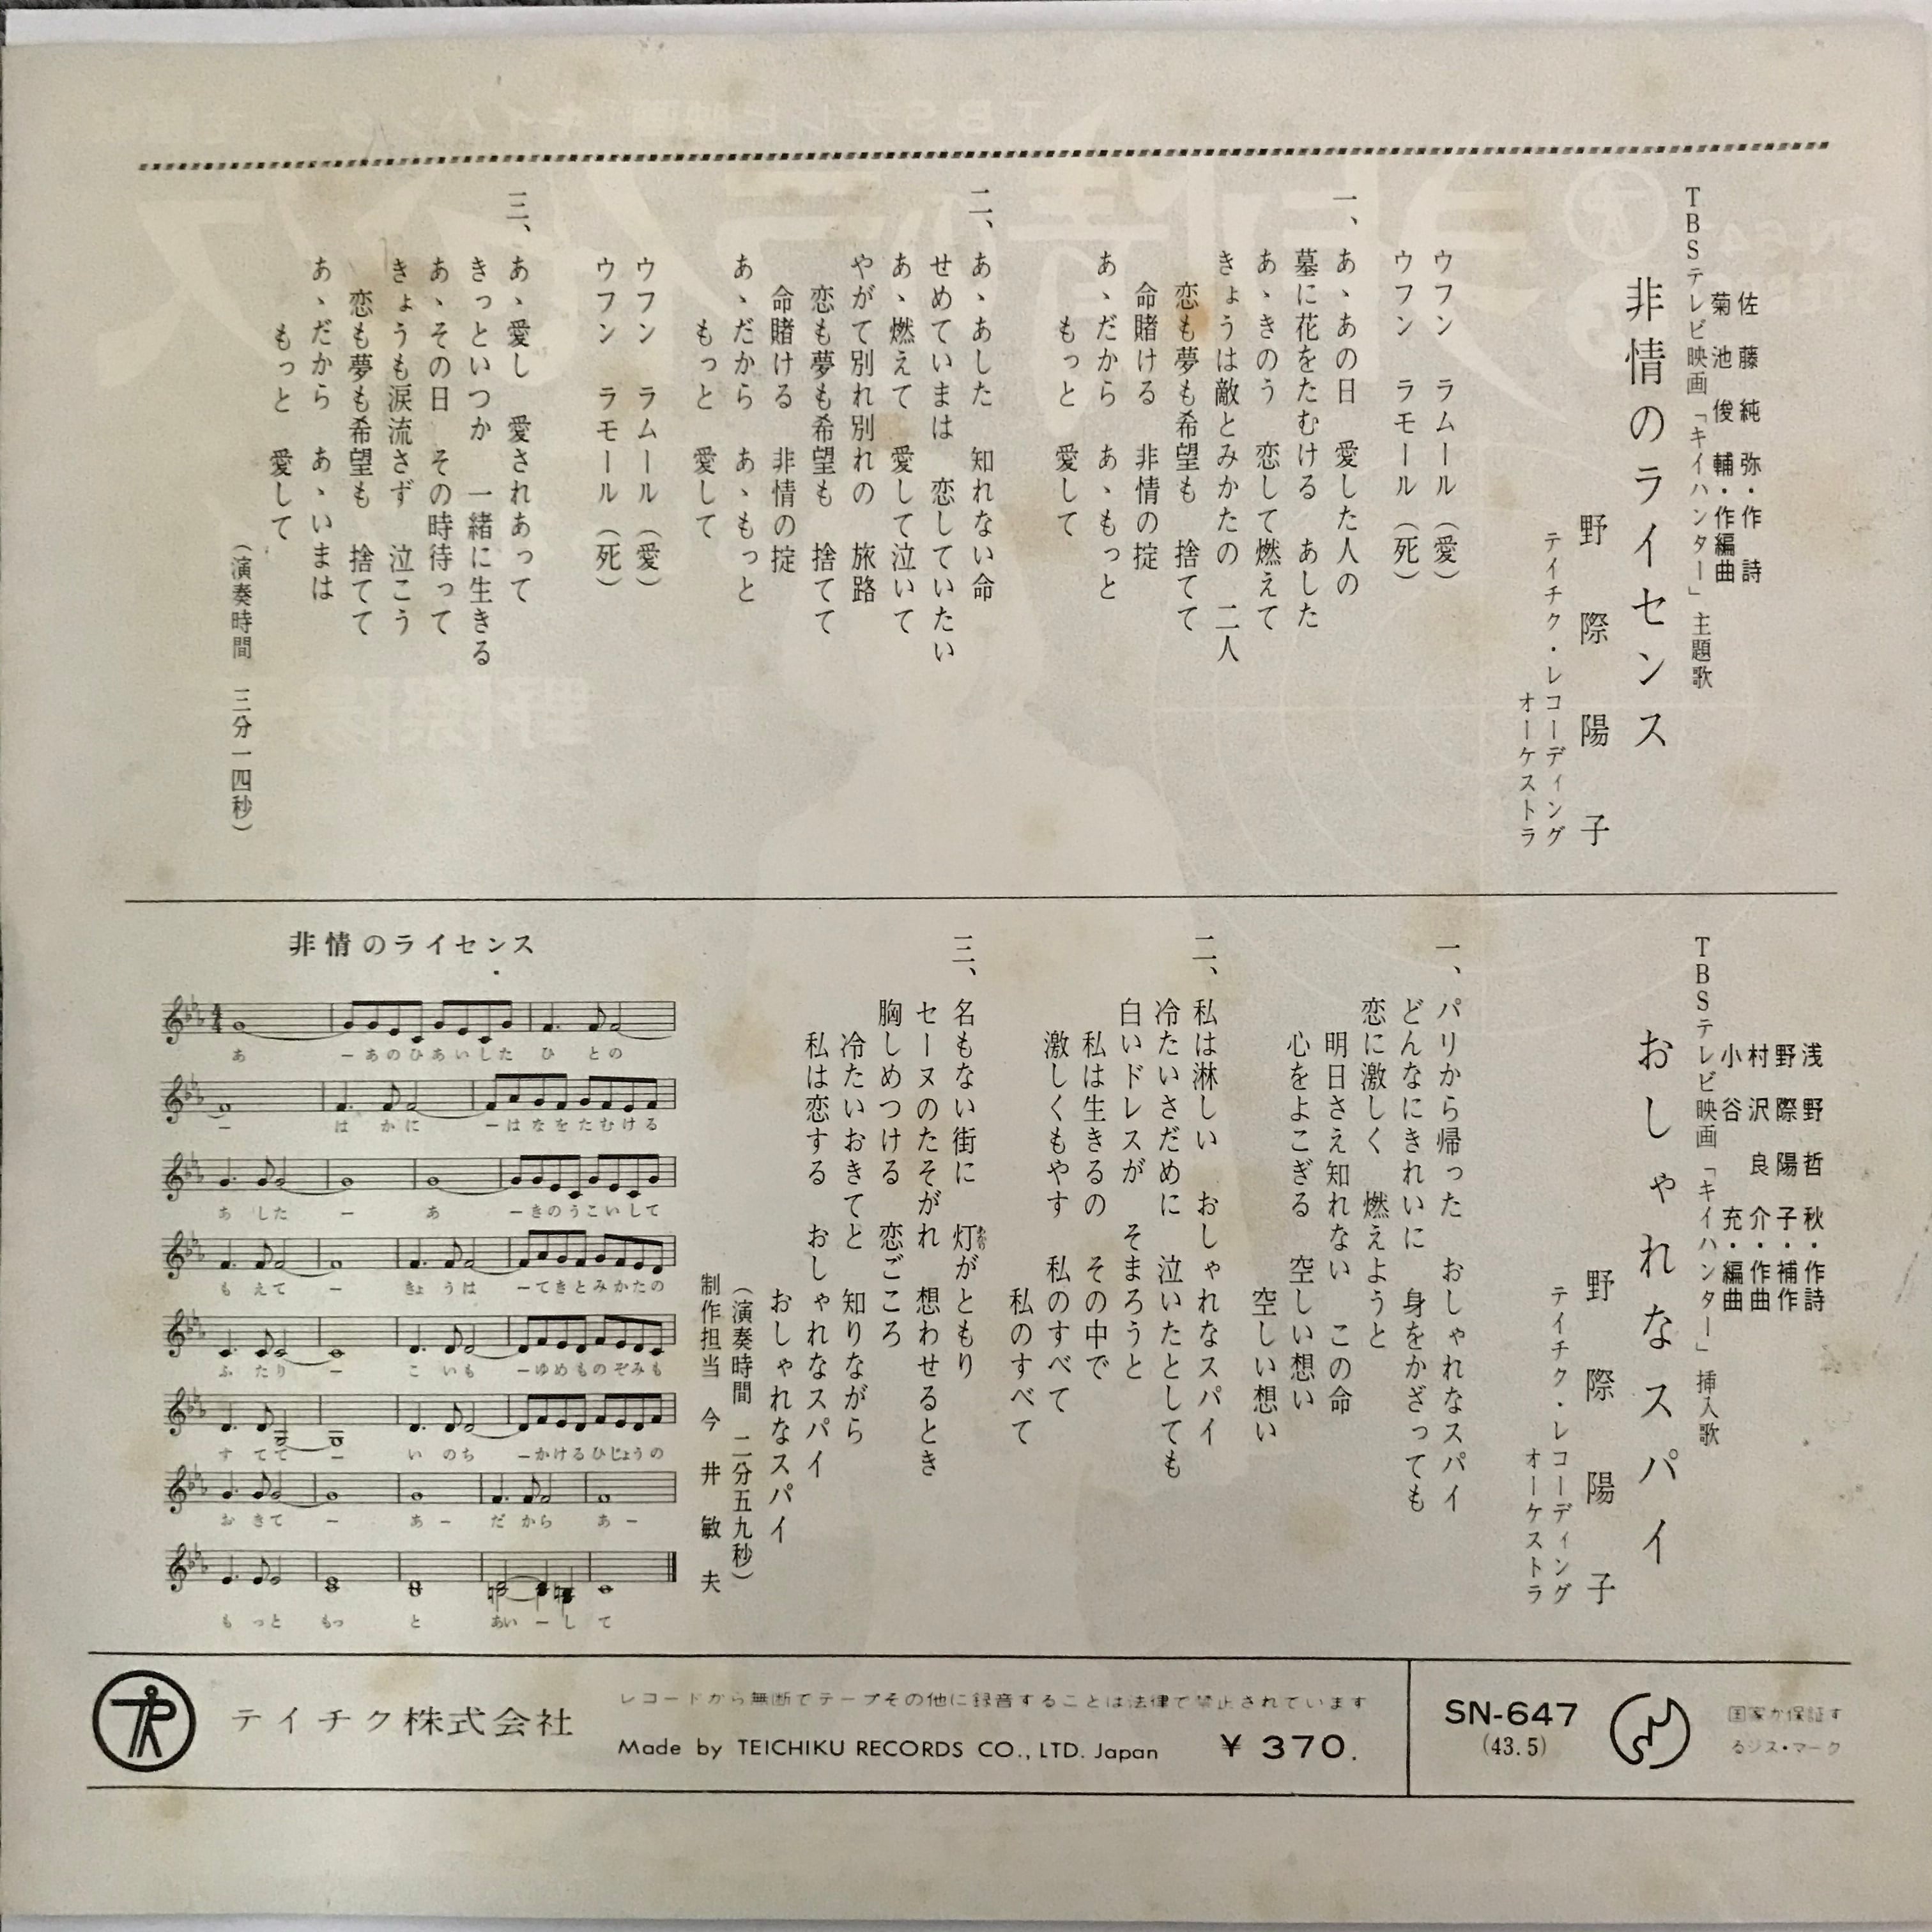 佐藤純弥・作詩
菊池俊輔・作編曲
TBSテレビ映画「キイハンター」主題歌
非情のライセンス
野際陽子
テイチク・レコーディング
オーケストラ
ウフン ラムール(愛)
ウフン ラモール(死)
一、あゝあの日 愛した人の
墓に花をたむける あした
あゝきのう 恋して燃えて
きょうは敵とみかたの 二人
恋も夢も希望も 捨てて
命賭ける 非情の掟
あゝだから あゝもっと
もっと 愛して
二、あゝあした 知れない命
せめていまは 恋していたい
あゝ燃えて 愛して泣いて
やがて別れ別れの 旅路
恋も夢も希望も 捨てて
命賭ける 非情の掟
あゝだから あゝもっと
もっと 愛して
ウフン ラムール(愛)
ウフン ラモール(死)
三、あゝ愛し 愛されあって
きっといつか 一緒に生きる
あゝその日 その時待って
きょうも涙流さず 泣こう
恋も夢も希望も 捨てて
あゝだから あゝいまは
もっと 愛して
(演奏時間 三分一四秒)
浅野哲秋・作詩
野際陽子・補作
村沢良介・作曲
小谷充・編曲
TBSテレビ映画「キイハンター」挿入歌
おしゃれなスパイ
野際陽子
テイチク・レコーディング
オーケストラ
一、パリから帰った おしゃれなスパイ
どんなにきれいに 身をかざっても
恋に激しく 燃えようと
明日さえ知れない この命
心をよこぎる 空しい想い
空しい想い
二、私は淋しい おしゃれなスパイ
冷たいさだめに 泣いたとしても
白いドレスが そまろうと
私は生きるの その中で
激しくもやす 私のすべて
私のすべて
三、名もない街に 灯がともり
セーヌのたそがれ 想わせるとき
胸しめつける 恋ごころ
冷たいおきてと 知りながら
私は恋する おしゃれなスパイ
おしゃれなスパイ
(演奏時間 二分五九秒)
制作担当 今井敏夫
非情のライセンス
あ ーあのひあいした ひ との
ー は かに ーはなをたむける
あ した ー あ ーきのうこいして
も えて ー きょ うは ーてきとみかたの
ふ たり ー こ いも ーゆめものぞみも
す てて ー い のち ーかけるひじょうの
お きて ー あー だ から あー
も っと もっ と あい ー し て
テイチク株式会社
レコードから無断でテープその他に録音することは法律で禁止されています
Made by TEICHIKU RECORDS CO., LTD. Japan ¥ 370.
SN-647
(43.5)
国家が保証す
るジス・マーク